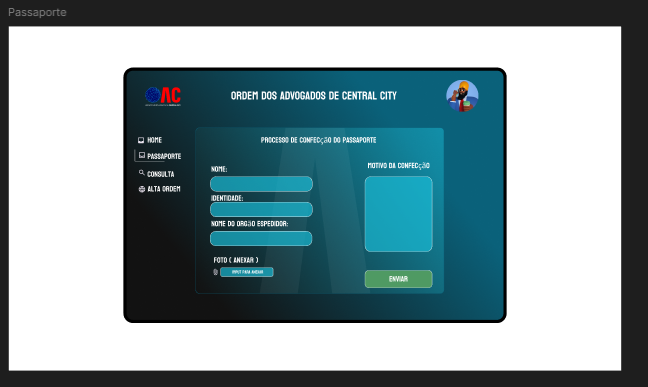 Passaporte
OAC
ORDEM DOS ADVOGADOS DE CENTRAL CITY
HOME
PASSAPORTE
CONSULTA
ALTA ORDEM
PROCESSO DE CONFECÇÃO DO PASSAPORTE
NOME:
IDENTIDADE:
NOME DO ORGÃO ESPEDIDOR:
FOTO ( ANEXAR )
INPUT PARA ANEXAR
MOTIVO DA CONFECÇÃO
ENVIAR